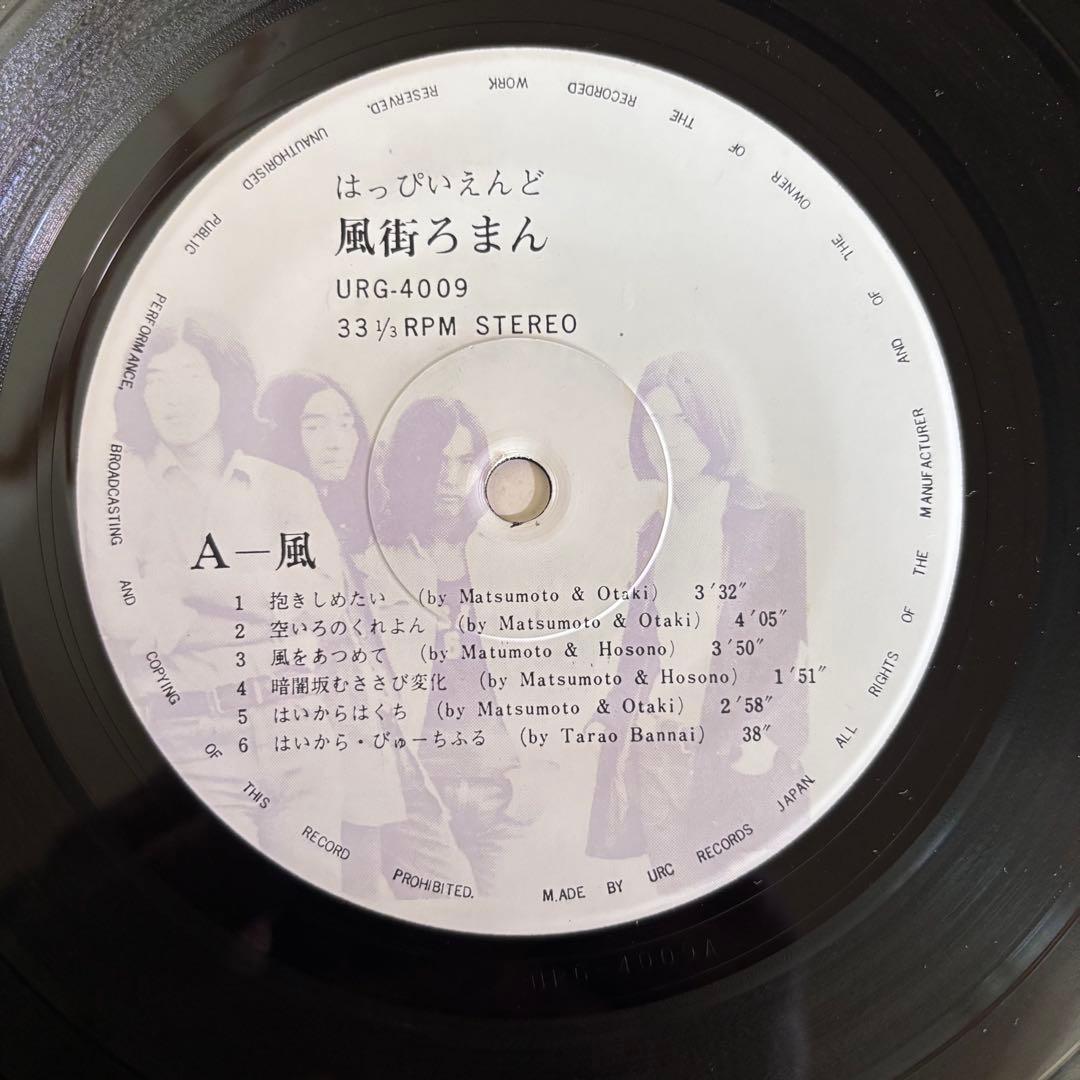 はっぴいえんど
風街ろまん
URG-4009
33 1/3 RPM STEREO
A—風
1 抱きしめたい (by Matsumoto & Otaki) 3′32″
2 空いろのくれよん (by Matsumoto & Otaki) 4′05″
3 風をあつめて (by Matumoto & Hosono) 3′50″
4 暗闇坂むささび変化 (by Matsumoto & Hosono) 1′51″
5 はいからはくち (by Matsumoto & Otaki) 2′58″
6 はいから・びゅーちふる (by Tarao Bannai) 38″
MADE BY URC RECORDS JAPAN. ALL RIGHTS OF THE MANUFACTURER AND OF THE OWNER OF THE RECORDED WORK RESERVED. UNAUTHORISED PUBLIC PERFORMANCE, BROADCASTING AND COPYING OF THIS RECORD PROHIBITED.